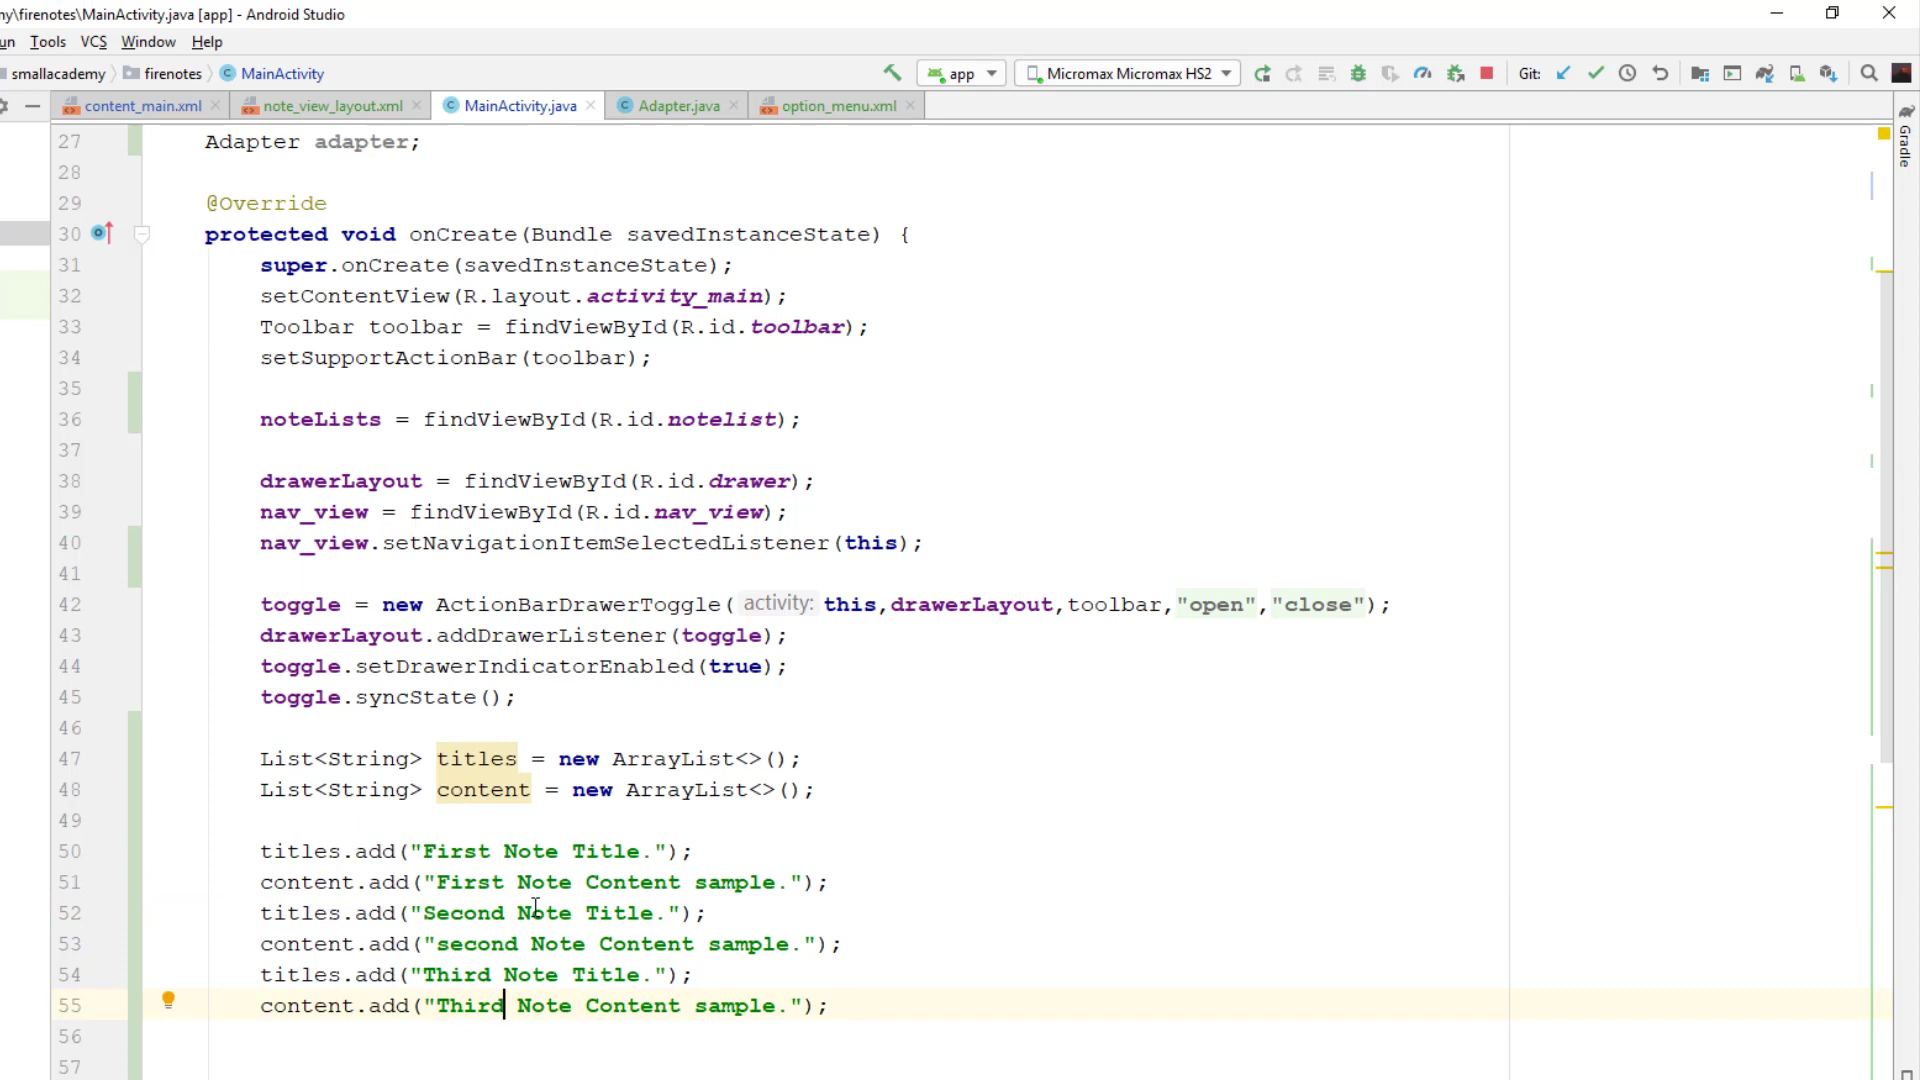 ny\firenotes\MainActivity.java [app] - Android Studio
un Tools VCS Window Help
smallacademy firenotes MainActivity app Micromax Micromax HS2 Git:
content_main.xml note_view_layout.xml MainActivity.java Adapter.java option_menu.xml
Gradle
27 Adapter adapter;
28
29 @Override
30 protected void onCreate(Bundle savedInstanceState) {
31 super.onCreate(savedInstanceState);
32 setContentView(R.layout.activity_main);
33 Toolbar toolbar = findViewById(R.id.toolbar);
34 setSupportActionBar(toolbar);
35
36 noteLists = findViewById(R.id.notelist);
37
38 drawerLayout = findViewById(R.id.drawer);
39 nav_view = findViewById(R.id.nav_view);
40 nav_view.setNavigationItemSelectedListener(this);
41
42 toggle = new ActionBarDrawerToggle( activity: this,drawerLayout,toolbar,"open","close");
43 drawerLayout.addDrawerListener(toggle);
44 toggle.setDrawerIndicatorEnabled(true);
45 toggle.syncState();
46
47 List<String> titles = new ArrayList<>();
48 List<String> content = new ArrayList<>();
49
50 titles.add("First Note Title.");
51 content.add("First Note Content sample.");
52 titles.add("Second Note Title.");
53 content.add("second Note Content sample.");
54 titles.add("Third Note Title.");
55 content.add("Third Note Content sample.");
56
57